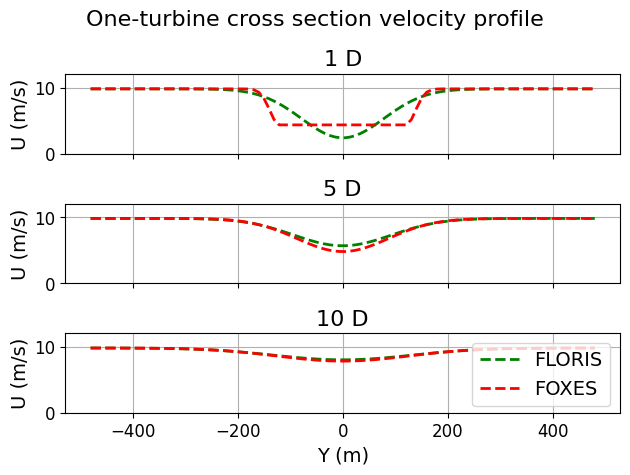 One-turbine cross section velocity profile
1 D
10
0
U (m/s)
5 D
10
0
U (m/s)
10 D
10
0
U (m/s)
FLORIS
FOXES
−400 −200 0 200 400
Y (m)